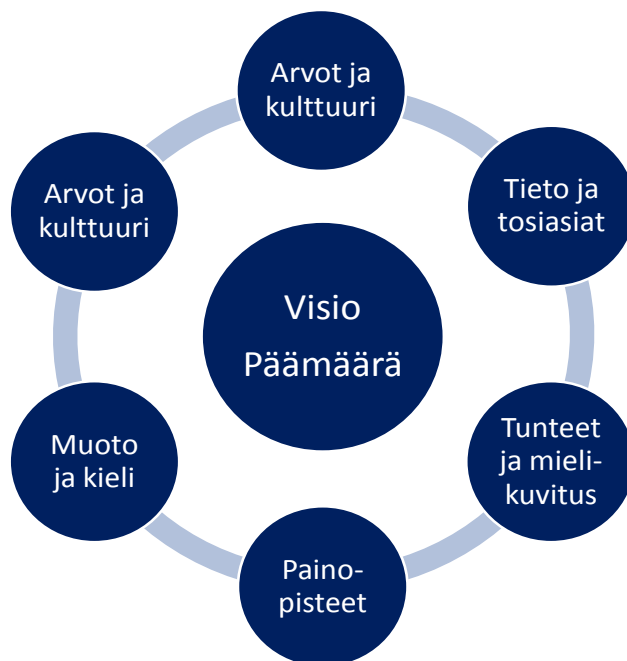 Arvot ja
kulttuuri
Tieto ja
tosiasiat
Tunteet
ja mieli-
kuvitus
Paino-
pisteet
Muoto
ja kieli
Arvot ja
kulttuuri
Visio
Päämäärä